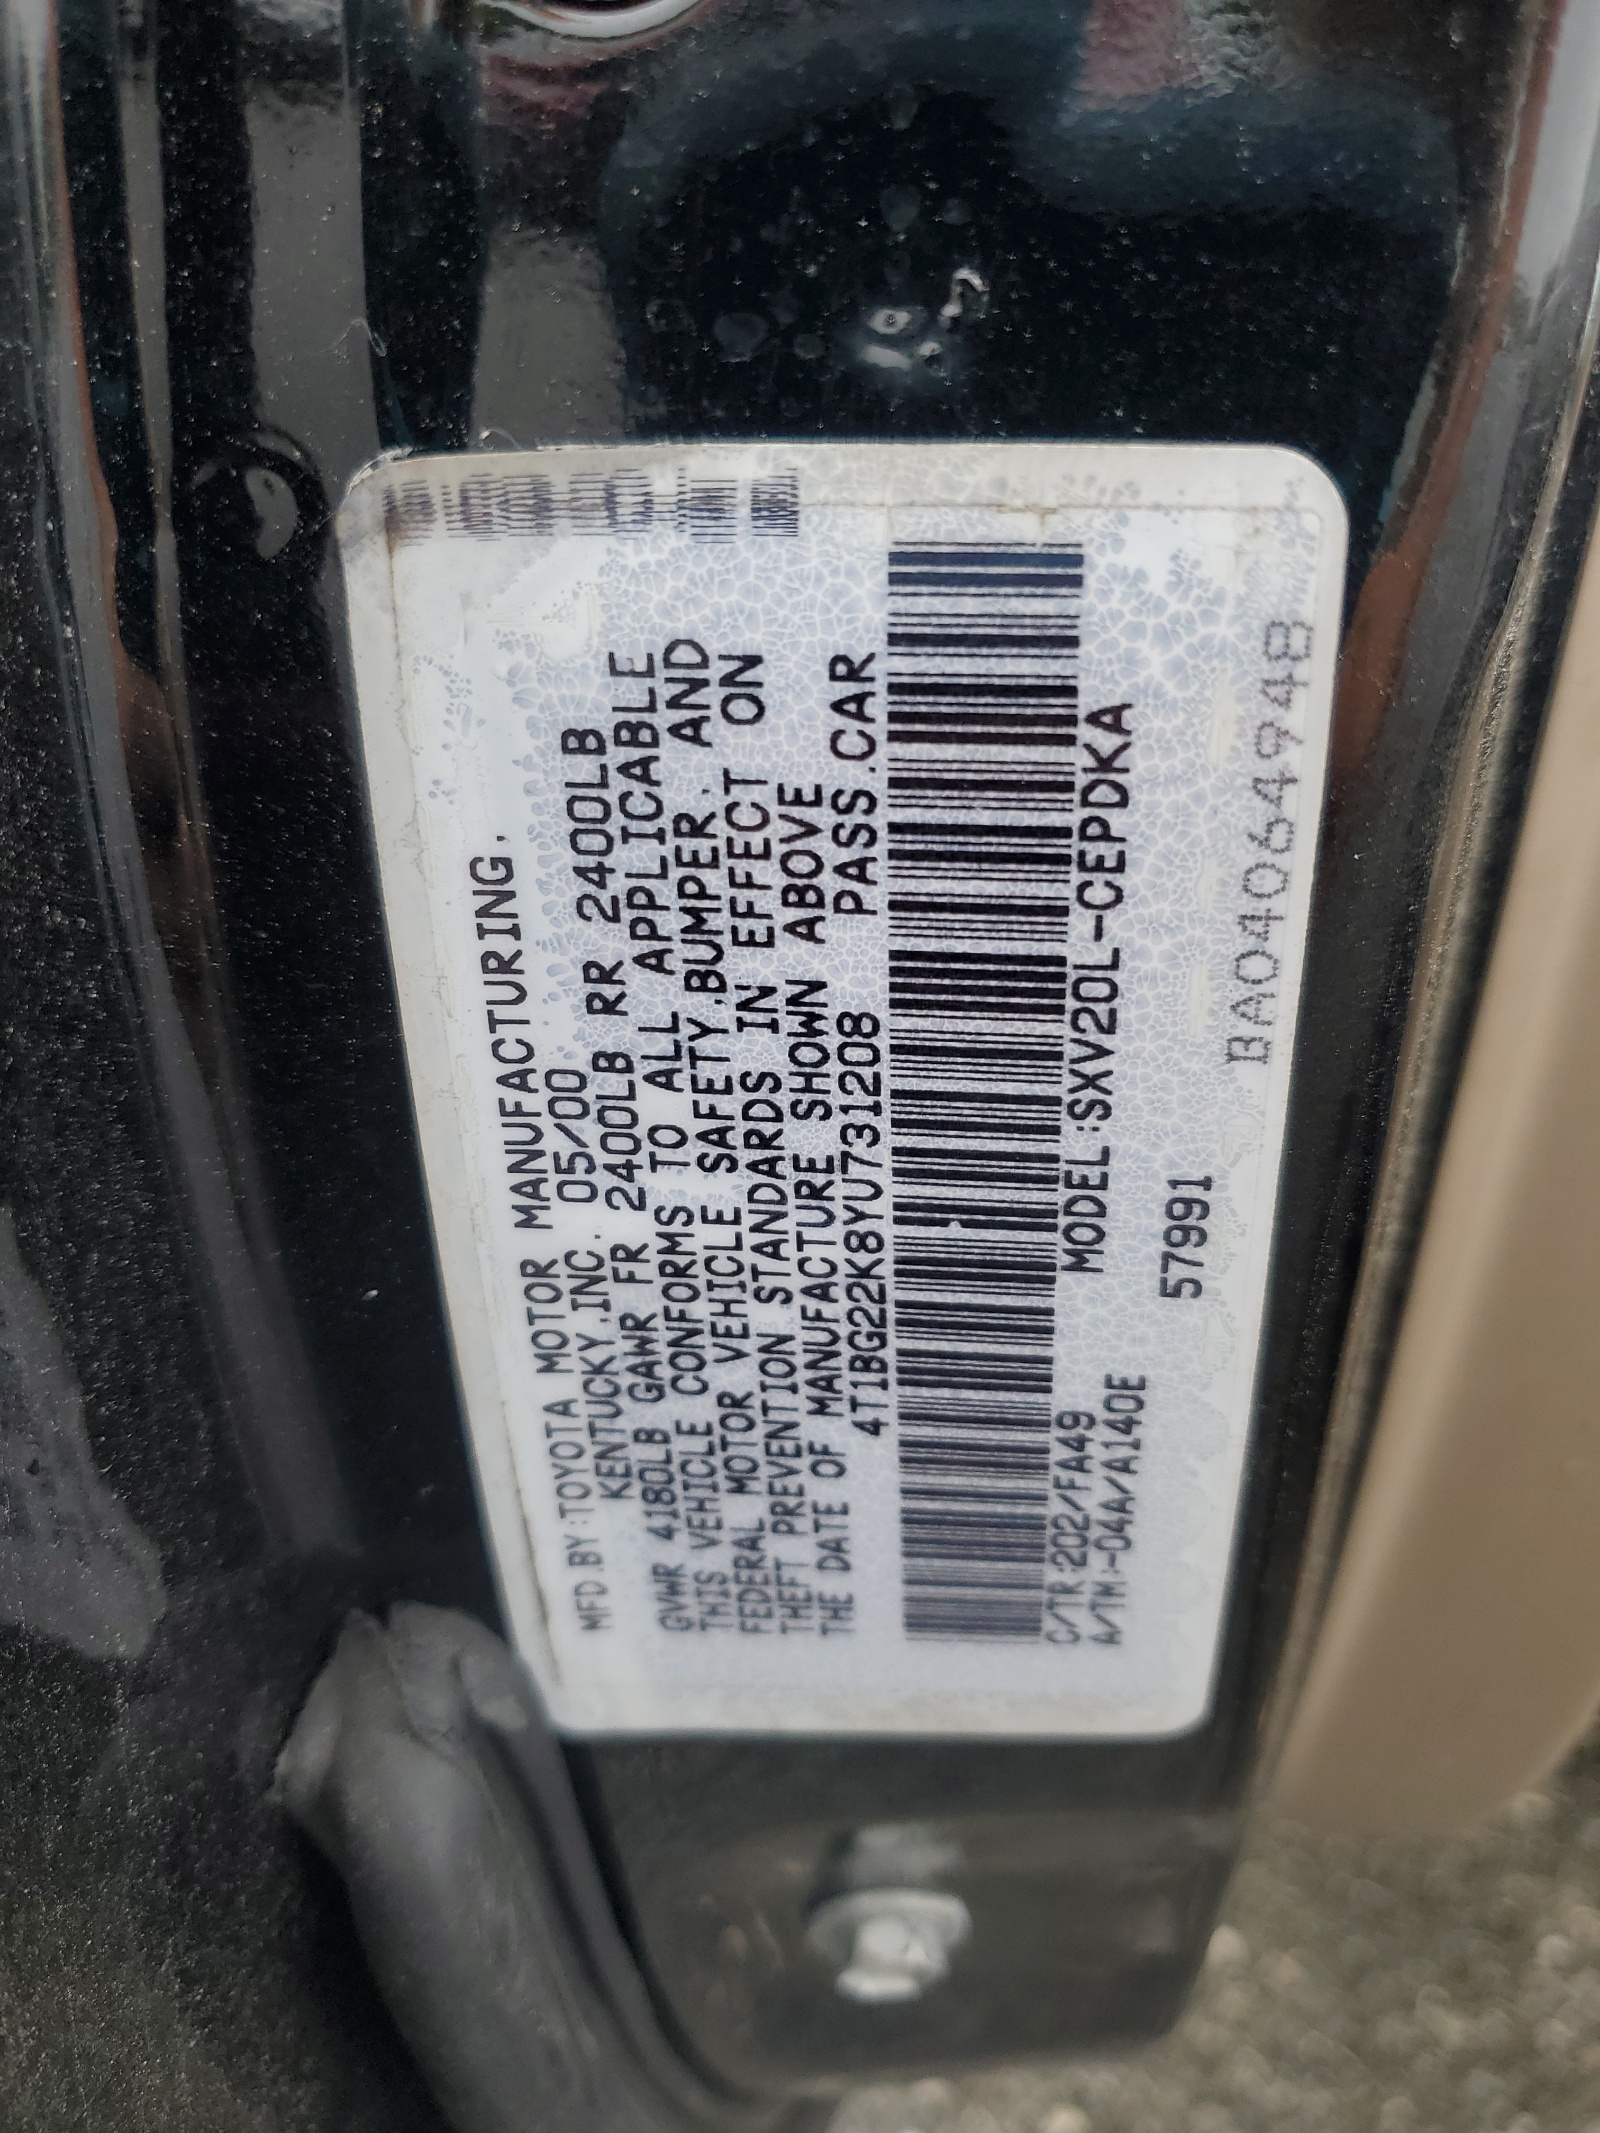 MFD.BY:TOYOTA MOTOR MANUFACTURING,
KENTUCKY,INC. 05/00
GVWR 4180LB GAWR FR 2400LB RR 2400LB
THIS VEHICLE CONFORMS TO ALL APPLICABLE
FEDERAL MOTOR VEHICLE SAFETY,BUMPER, AND
THEFT PREVENTION STANDARDS IN EFFECT ON
THE DATE OF MANUFACTURE SHOWN ABOVE
4T1BG22K8YU731208 PASS.CAR
C/TR:202/FA49 MODEL:SXV20L-CEPDKA
A/TM:-04A/A140E
57991
BA04064948